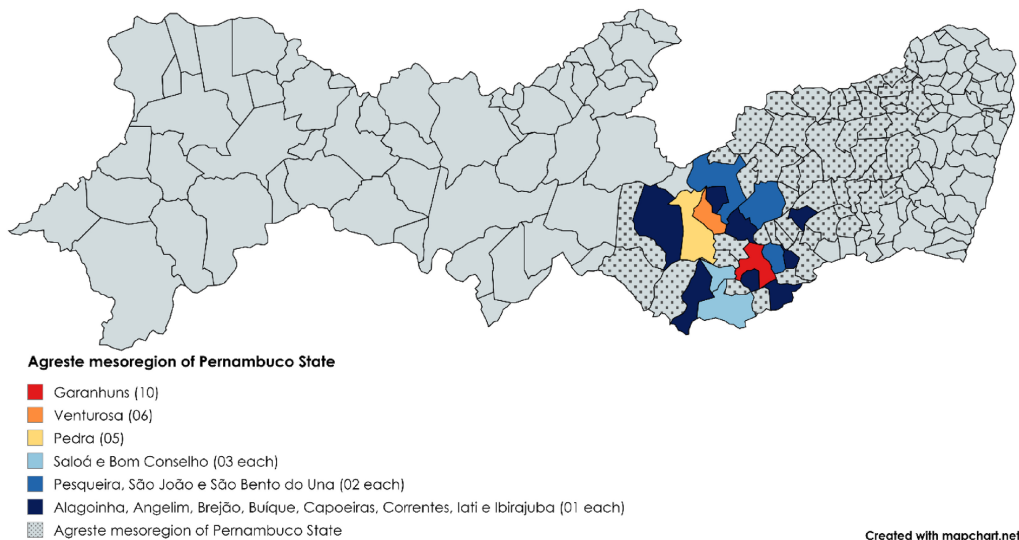 Agreste mesoregion of Pernambuco State
Garanhuns (10)
Venturosa (06)
Pedra (05)
Saloá e Bom Conselho (03 each)
Pesqueira, São João e São Bento do Una (02 each)
Alagoinha, Angelim, Brejão, Buíque, Capoeiras, Correntes, Iati e Ibirajuba (01 each)
Agreste mesoregion of Pernambuco State
Created with mapchart.net